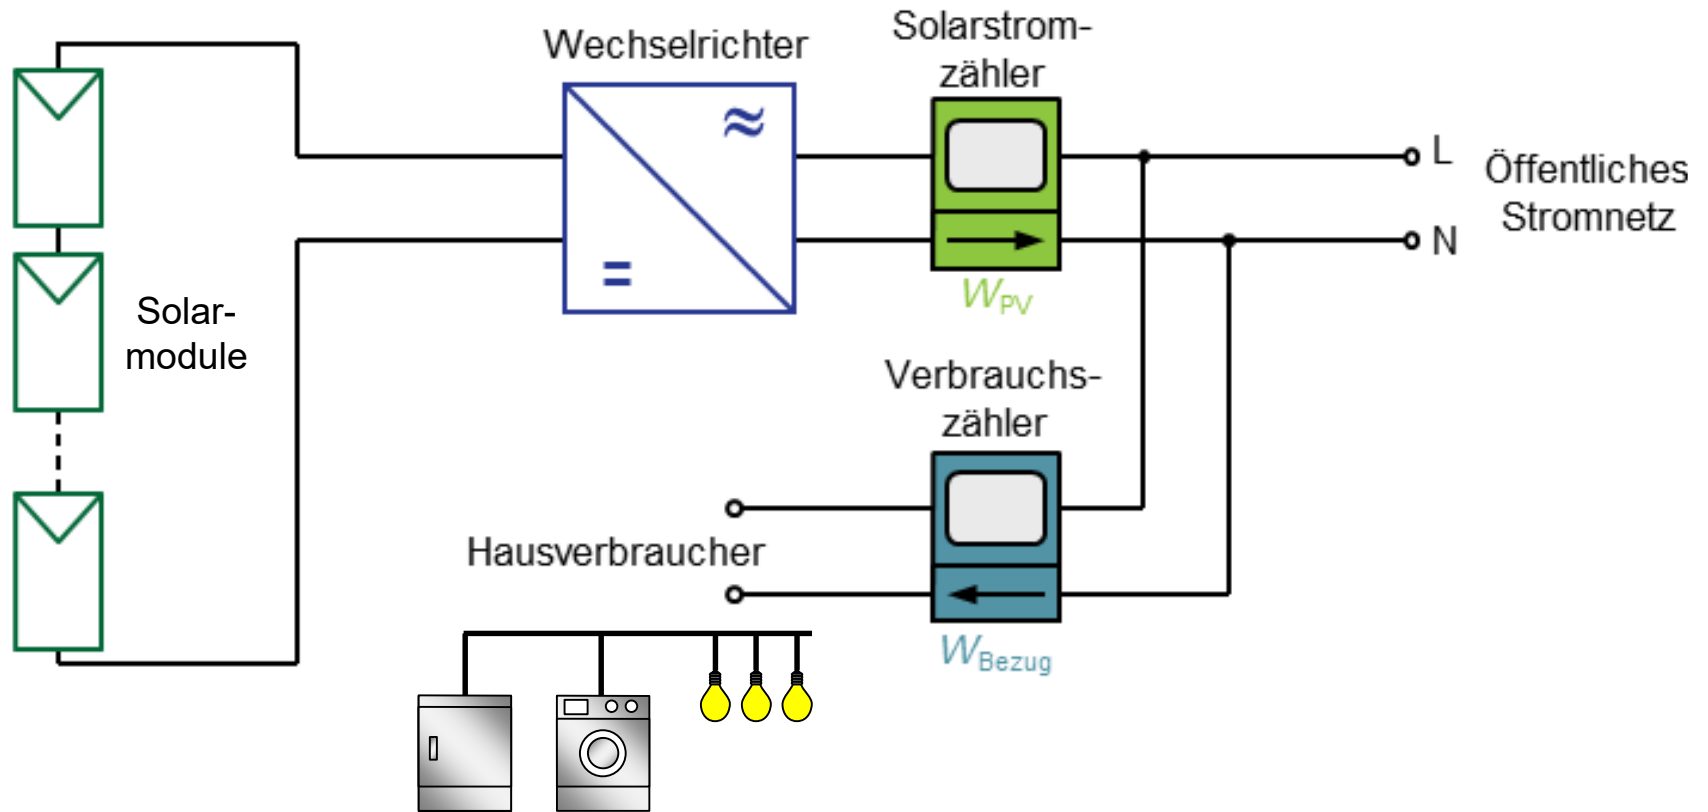 Wechselrichter
Solarstrom-
zähler
≈
=
W_PV
L
N
Öffentliches
Stromnetz
Solar-
module
Verbrauchs-
zähler
Hausverbraucher
W_Bezug